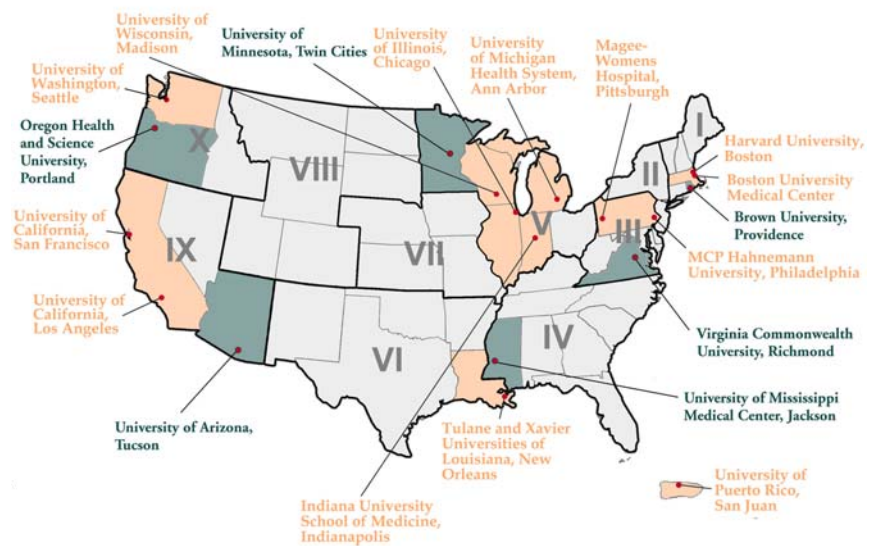 University of
Wisconsin,
Madison
University of
Minnesota, Twin Cities
University
of Illinois,
Chicago
University
of Michigan
Health System,
Ann Arbor
Magee-
Womens
Hospital,
Pittsburgh
University of
Washington,
Seattle
Oregon Health
and Science
University,
Portland
University of
California,
San Francisco
University of
California,
Los Angeles
University of Arizona,
Tucson
Harvard University,
Boston
Boston University
Medical Center
Brown University,
Providence
MCP Hahnemann
University, Philadelphia
Virginia Commonwealth
University, Richmond
University of Mississippi
Medical Center, Jackson
Tulane and Xavier
Universities of
Louisiana, New
Orleans
Indiana University
School of Medicine,
Indianapolis
University of
Puerto Rico,
San Juan
I
II
III
IV
V
VI
VII
VIII
IX
X